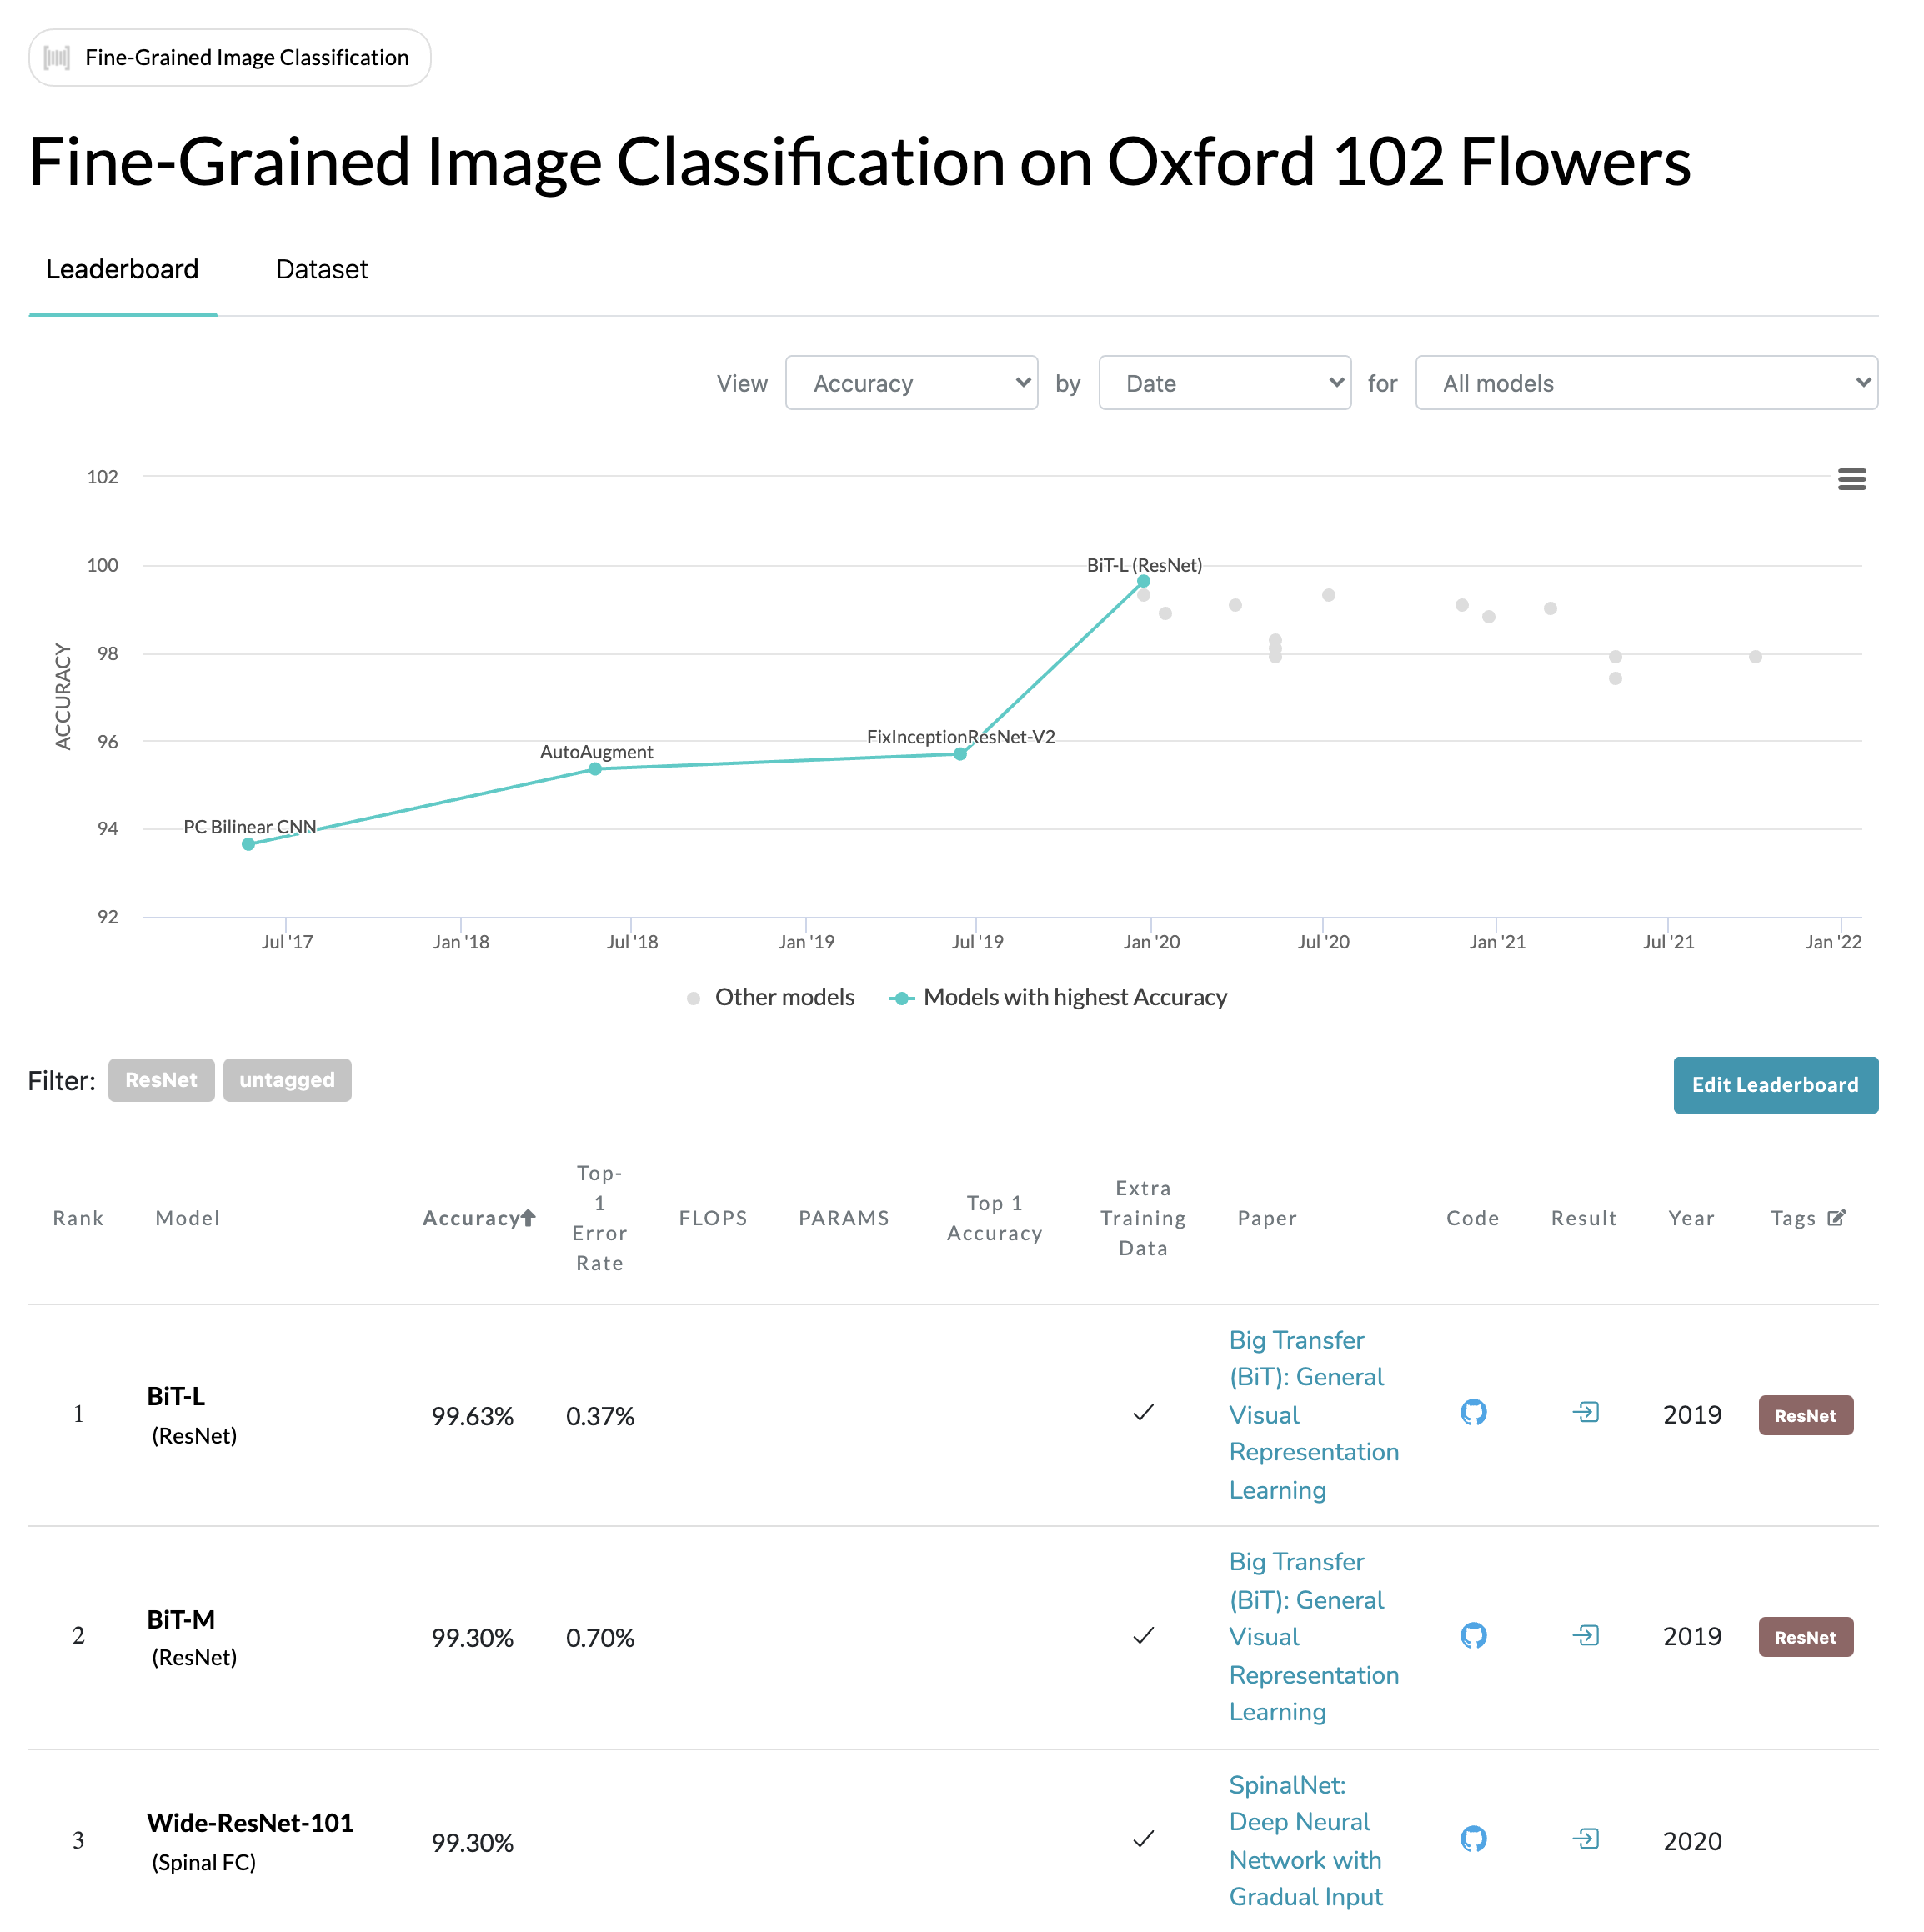 Fine-Grained Image Classification
Fine-Grained Image Classification on Oxford 102 Flowers
Leaderboard Dataset
View Accuracy by Date for All models
102
100
98
96
94
92
ACCURACY
BiT-L (ResNet)
FixInceptionResNet-V2
AutoAugment
PC Bilinear CNN
Jul '17 Jan '18 Jul '18 Jan '19 Jul '19 Jan '20 Jul '20 Jan '21 Jul '21 Jan '22
Other models Models with highest Accuracy
Filter: ResNet untagged Edit Leaderboard
Rank Model Accuracy Top-1 Error Rate FLOPS PARAMS Top 1 Accuracy Extra Training Data Paper Code Result Year Tags
1 BiT-L (ResNet) 99.63% 0.37% Big Transfer (BiT): General Visual Representation Learning 2019 ResNet
2 BiT-M (ResNet) 99.30% 0.70% Big Transfer (BiT): General Visual Representation Learning 2019 ResNet
3 Wide-ResNet-101 (Spinal FC) 99.30% SpinalNet: Deep Neural Network with Gradual Input 2020